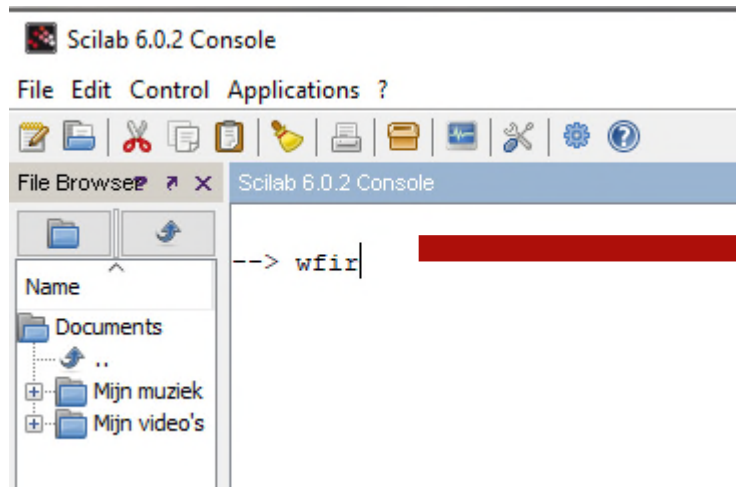 Scilab 6.0.2 Console
File Edit Control Applications ?
File Browser
Scilab 6.0.2 Console
--> wfir
Name
Documents
..
Mijn muziek
Mijn video's